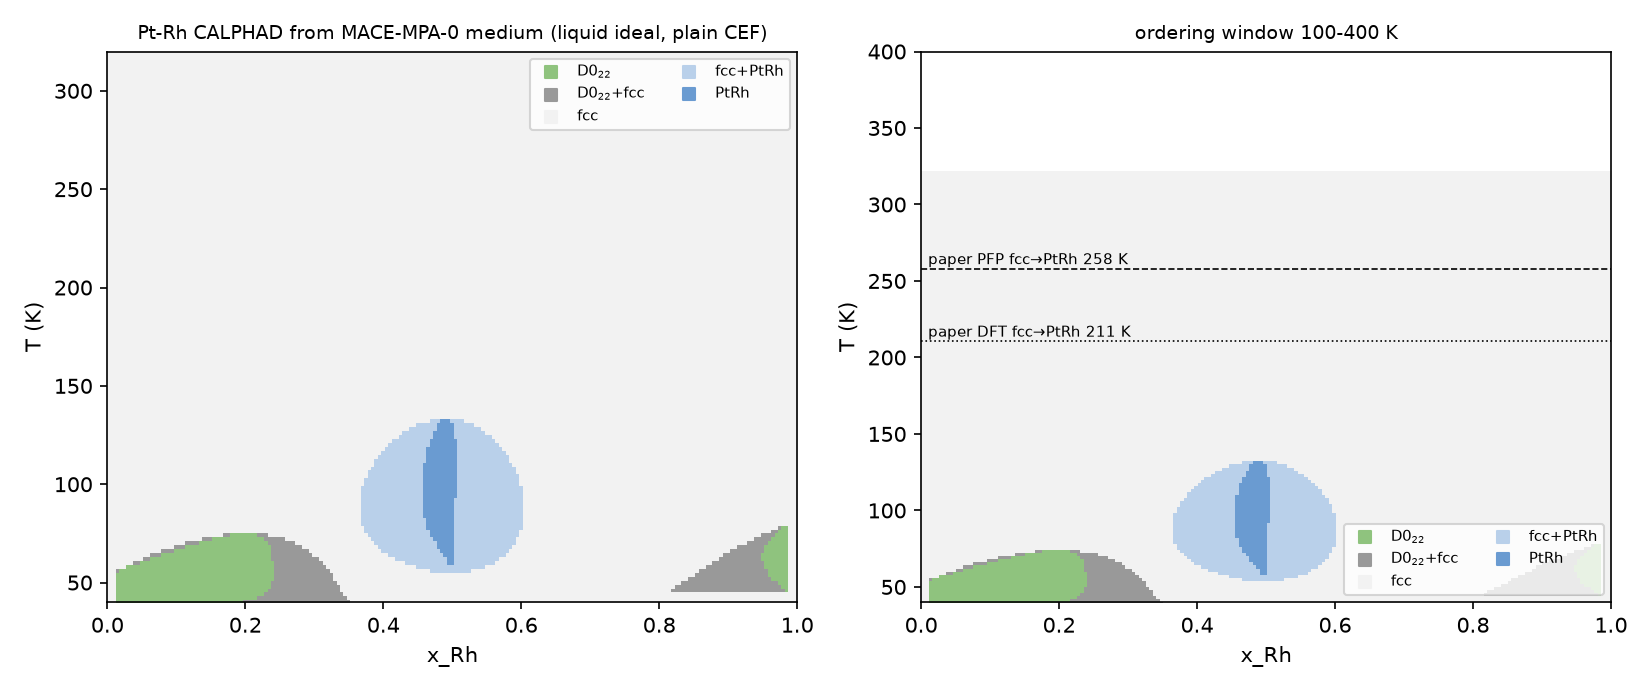 Pt-Rh CALPHAD from MACE-MPA-0 medium (liquid ideal, plain CEF)
D0₂₂
D0₂₂+fcc
fcc
fcc+PtRh
PtRh
300
250
200
150
100
50
T (K)
0.0 0.2 0.4 0.6 0.8 1.0
x_Rh
ordering window 100-400 K
400
350
300
250
200
150
100
50
T (K)
paper PFP fcc→PtRh 258 K
paper DFT fcc→PtRh 211 K
D0₂₂
D0₂₂+fcc
fcc
fcc+PtRh
PtRh
0.0 0.2 0.4 0.6 0.8 1.0
x_Rh